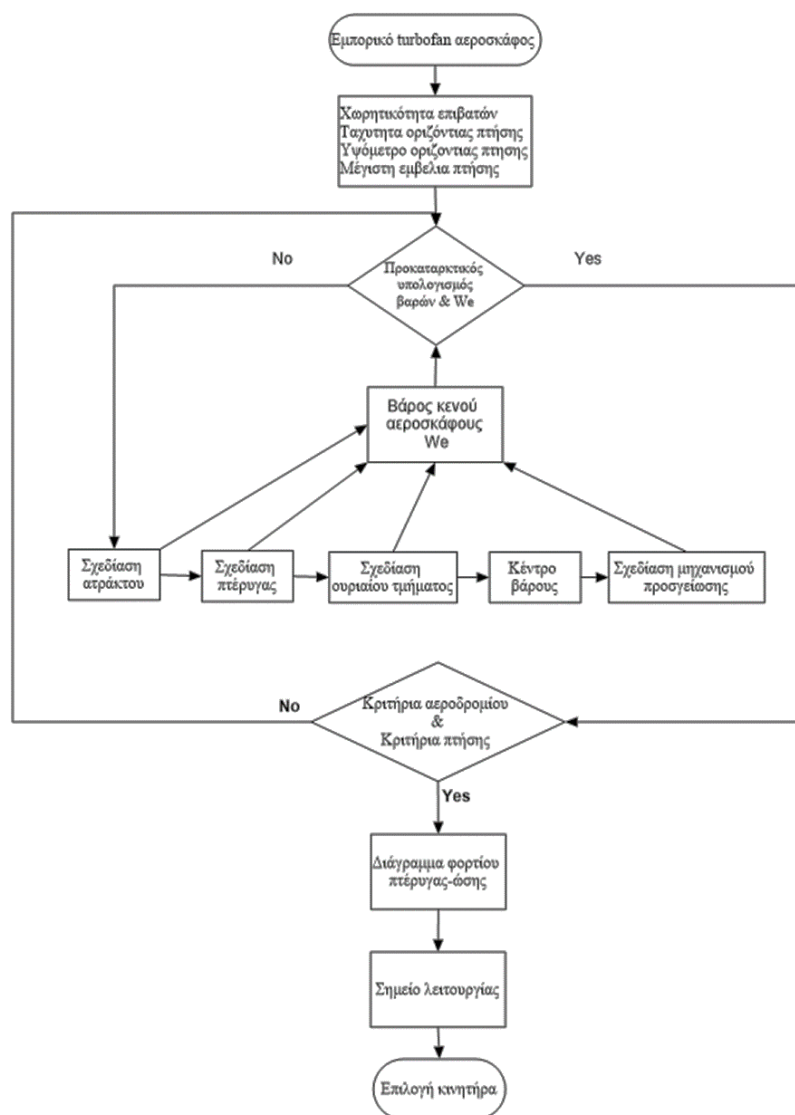 Εμπορικό turbofan αεροσκάφος
Χωρητικότητα επιβατών
Ταχυτητα οριζόντιας πτήσης
Υψόμετρο οριζοντιας πτησης
Μέγιστη εμβελια πτήσης
No
Yes
Προκαταρκτικός
υπολογισμός
βαρών & We
Βάρος κενού
αεροσκάφους
We
Σχεδίαση
ατράκτου
Σχεδίαση
πτέρυγας
Σχεδίαση
ουριαίου τμήματος
Κέντρο
βάρους
Σχεδίαση μηχανισμού
προσγείωσης
No
Κριτήρια αεροδρομίου
&
Κριτήρια πτήσης
Yes
Διάγραμμα φορτίου
πτέρυγας-ώσης
Σημείο λειτουργίας
Επιλογή κινητήρα